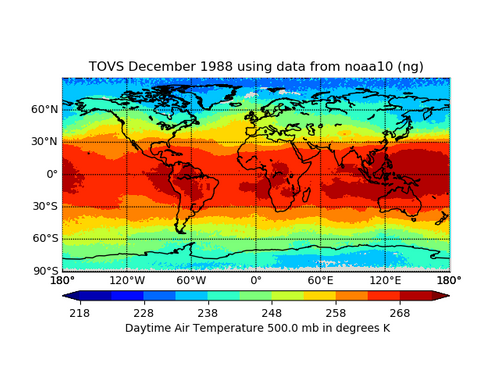 TOVS December 1988 using data from noaa10 (ng)
60°N
30°N
0°
30°S
60°S
90°S
180° 120°W 60°W 0° 60°E 120°E 180°
218 228 238 248 258 268
Daytime Air Temperature 500.0 mb in degrees K